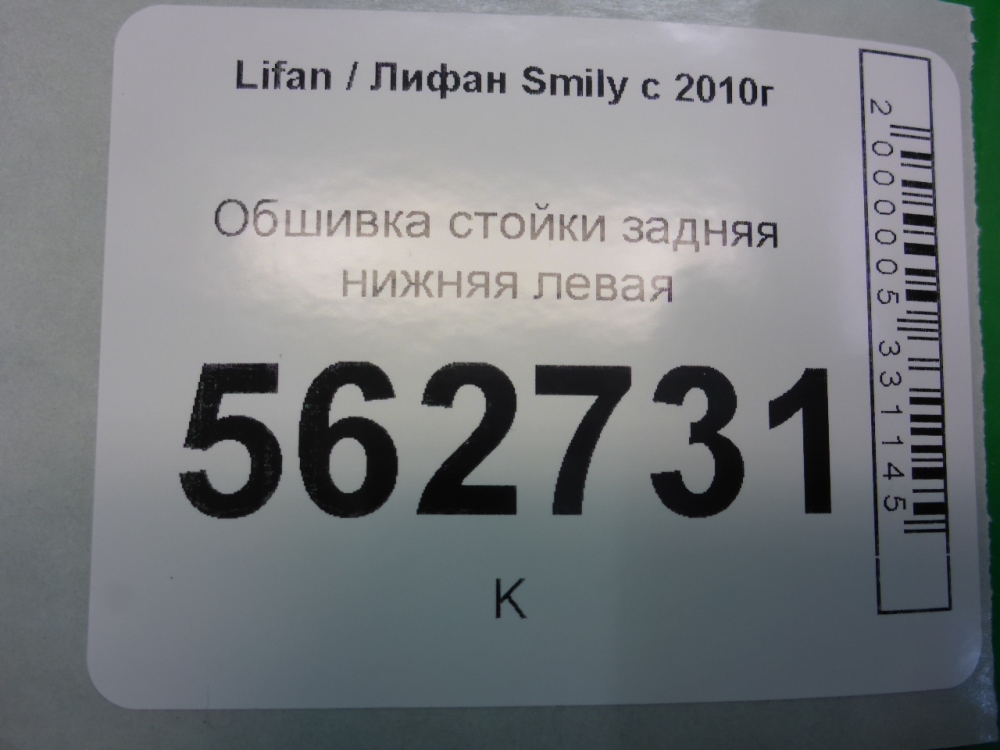 Lifan / Лифан Smily с 2010г
Обшивка стойки задняя
нижняя левая
562731
К
2000005331145